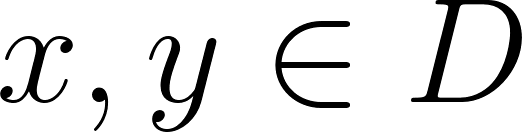 x, y ∈ D